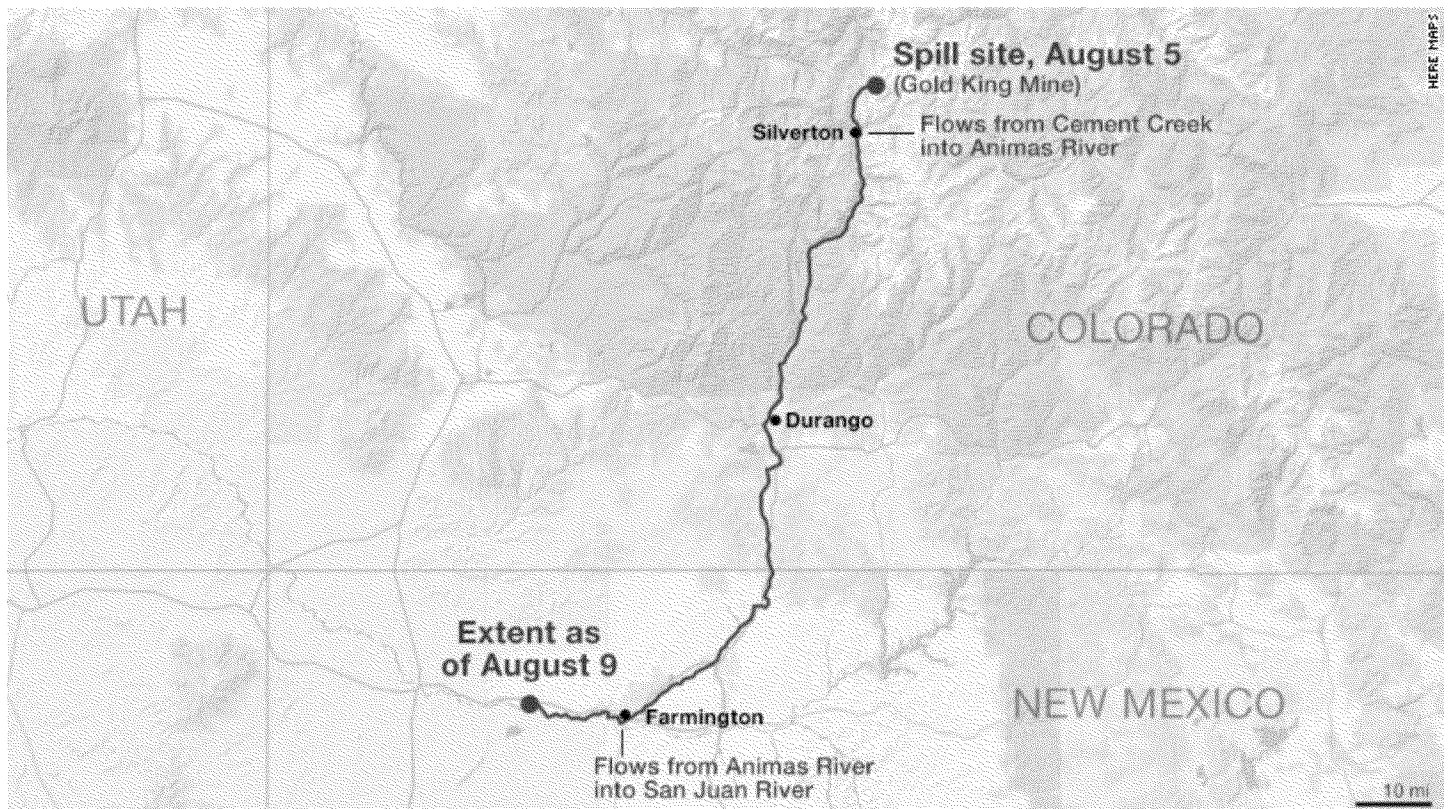 HERE MAPS
Spill site, August 5
(Gold King Mine)
Silverton
Flows from Cement Creek
into Animas River
UTAH
COLORADO
Durango
Extent as
of August 9
Farmington
NEW MEXICO
Flows from Animas River
into San Juan River
10 mi